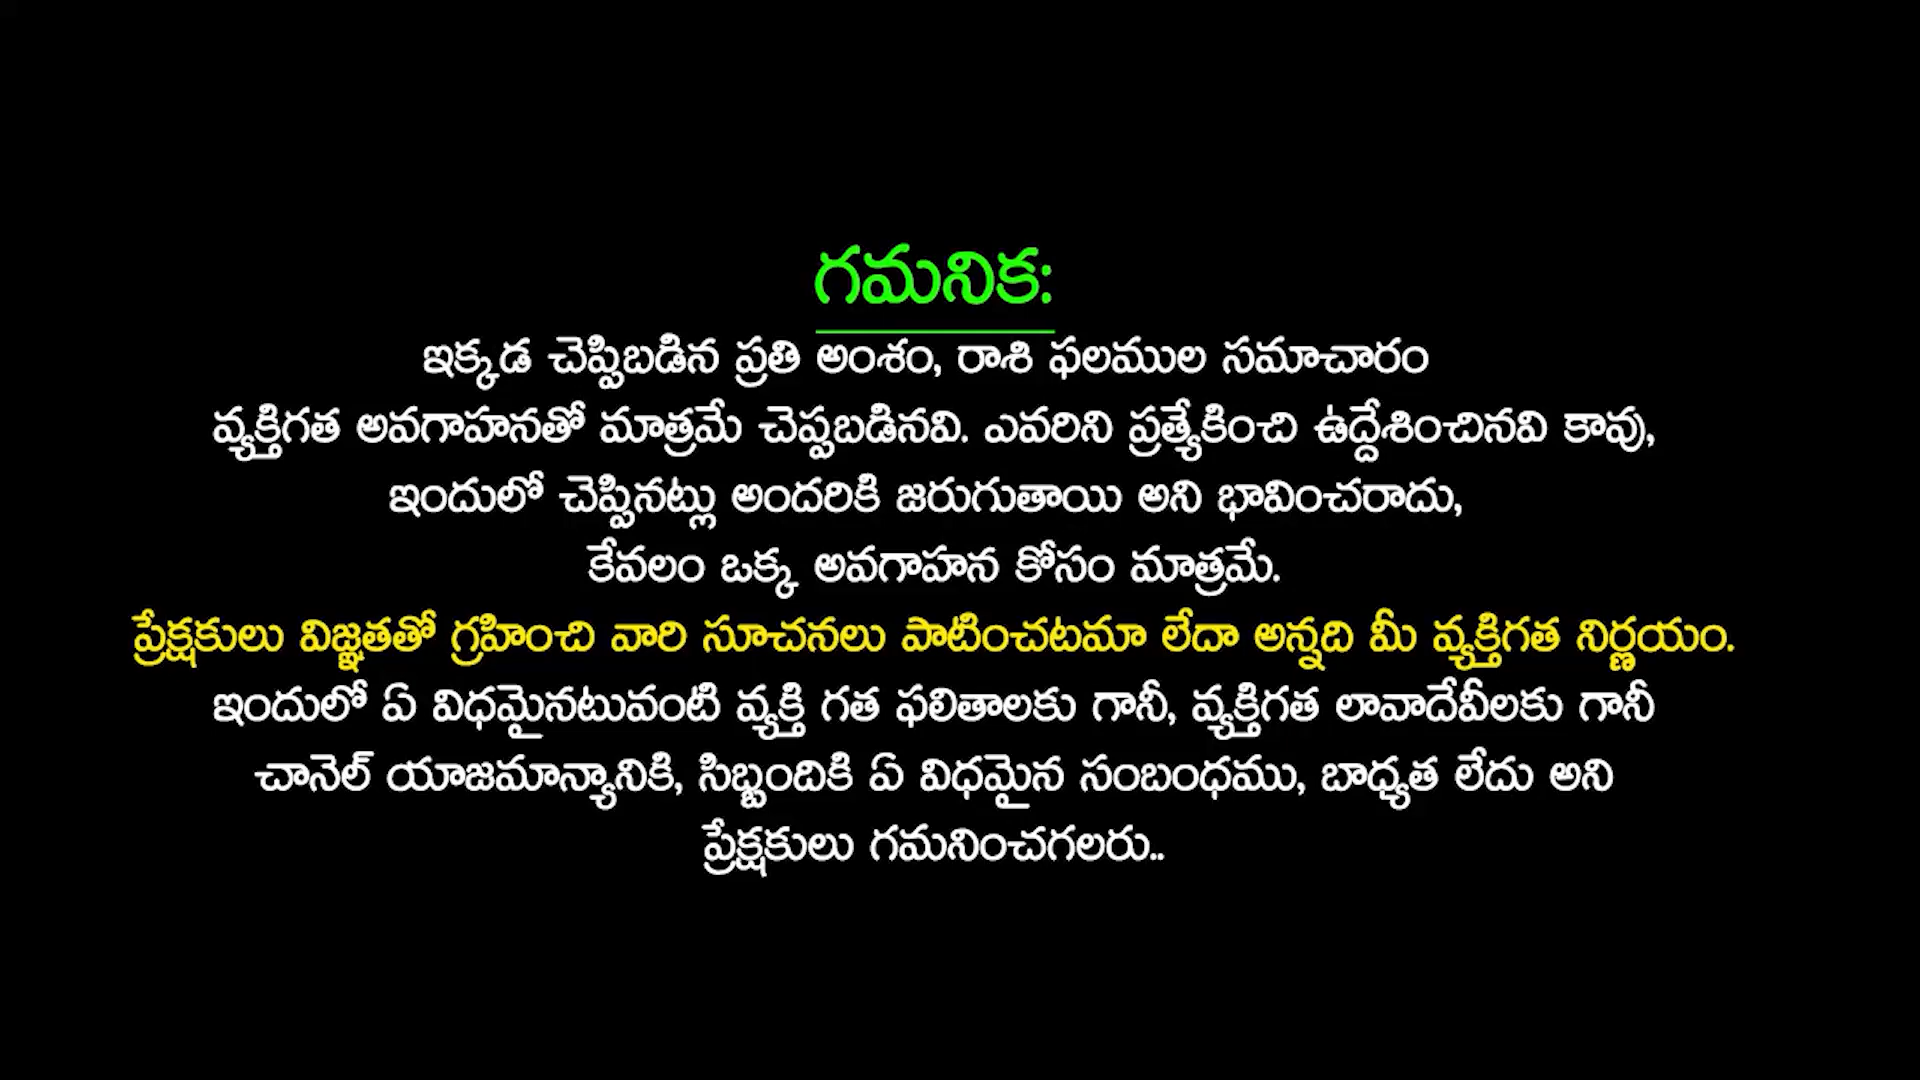 గమనిక:
ఇక్కడ చెప్పిబడిన ప్రతి అంశం, రాశి ఫలముల సమాచారం
వ్యక్తిగత అవగాహనతో మాత్రమే చెప్పబడినవి. ఎవరిని ప్రత్యేకించి ఉద్దేశించినవి కావు,
ఇందులో చెప్పినట్లు అందరికి జరుగుతాయి అని భావించరాదు,
కేవలం ఒక్క అవగాహన కోసం మాత్రమే.
ప్రేక్షకులు విజ్ఞతతో గ్రహించి వారి సూచనలు పాటించటమా లేదా అన్నది మీ వ్యక్తిగత నిర్ణయం.
ఇందులో ఏ విధమైనటువంటి వ్యక్తి గత ఫలితాలకు గానీ, వ్యక్తిగత లావాదేవీలకు గానీ
చానెల్ యాజమాన్యానికి, సిబ్బందికి ఏ విధమైన సంబంధము, బాధ్యత లేదు అని
ప్రేక్షకులు గమనించగలరు..